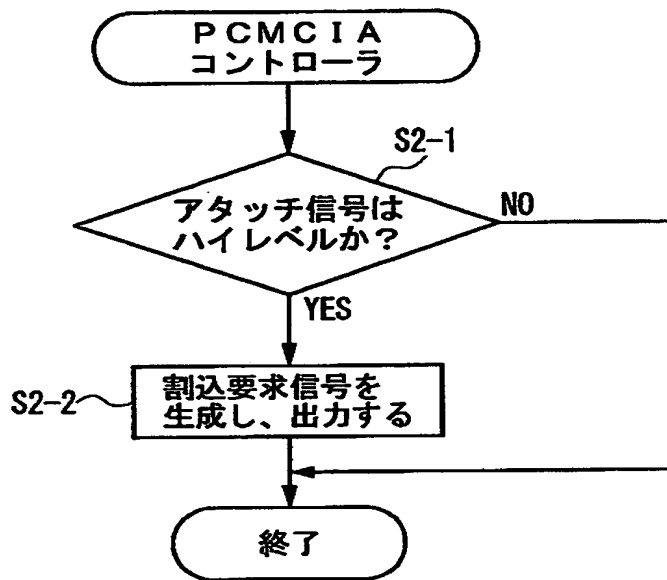 ＰＣＭＣＩＡ
コントローラ
S2-1
アタッチ信号は
ハイレベルか？
NO
YES
S2-2
割込要求信号を
生成し、出力する
終了